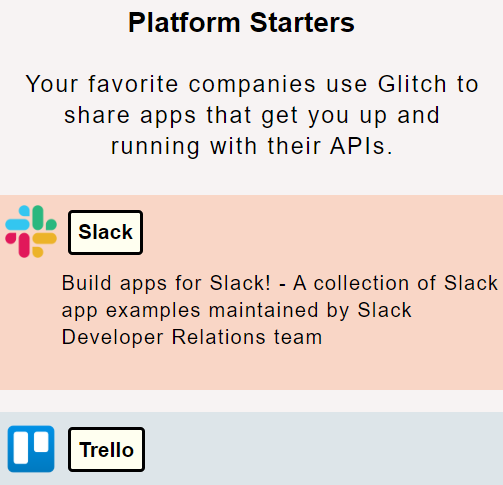 Platform Starters
Your favorite companies use Glitch to
share apps that get you up and
running with their APIs.
Slack
Build apps for Slack! - A collection of Slack
app examples maintained by Slack
Developer Relations team
Trello